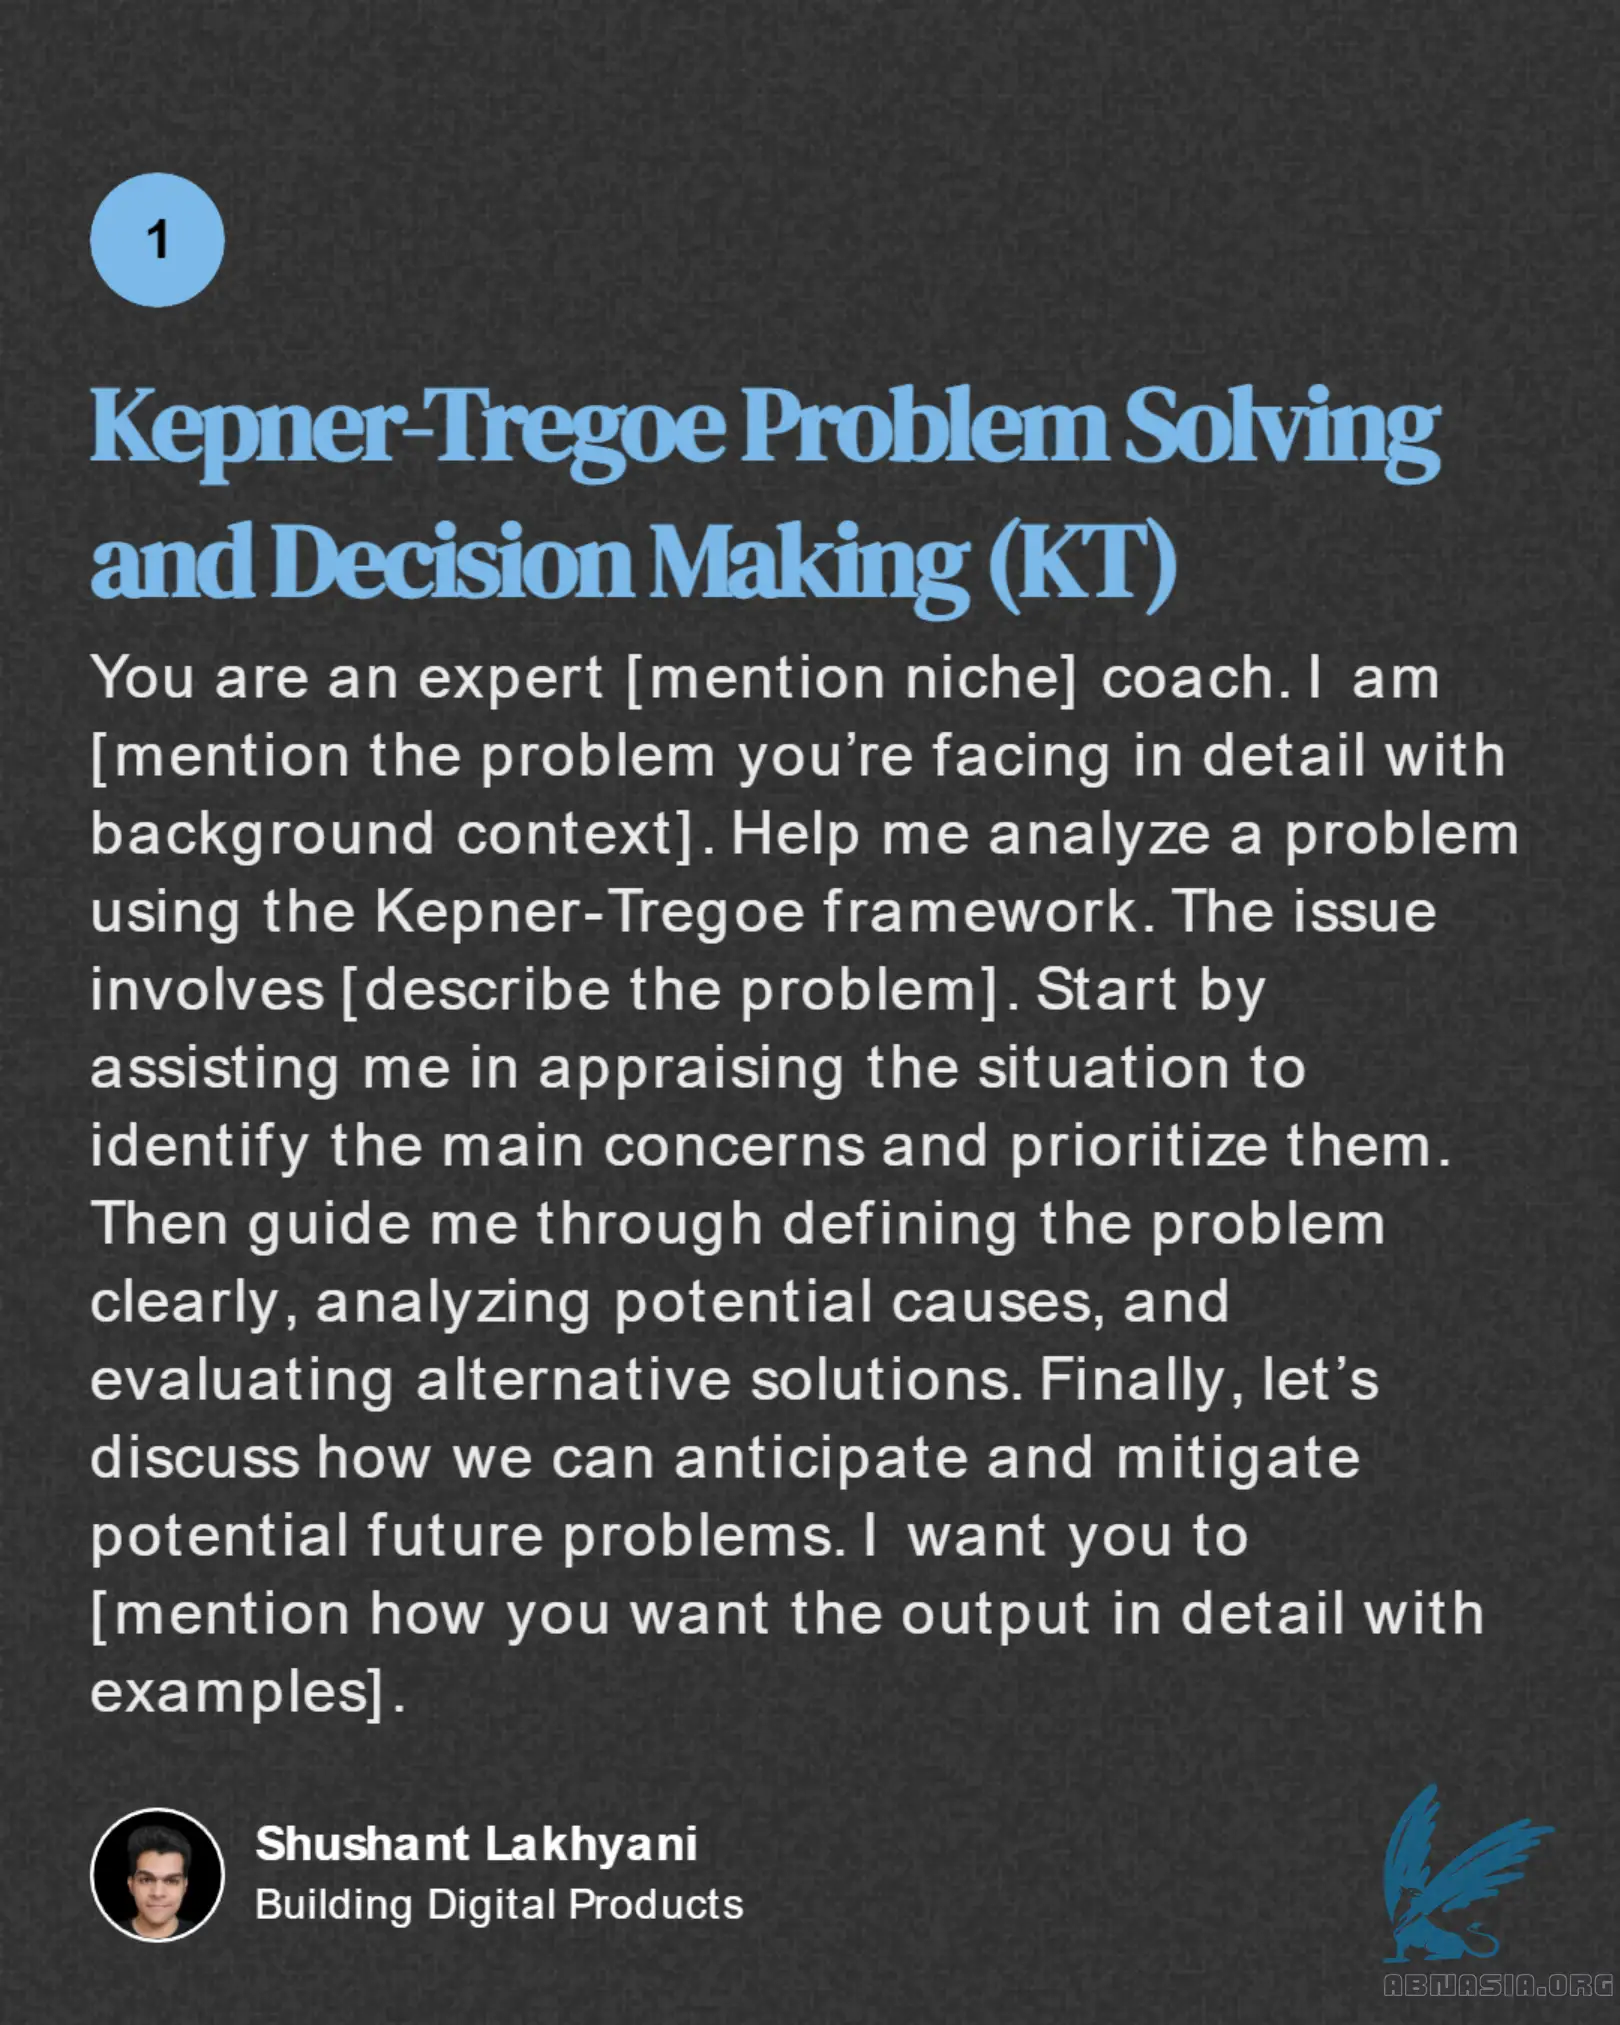 1
Kepner-Tregoe Problem Solving
and Decision Making (KT)
You are an expert [mention niche] coach. I am
[mention the problem you’re facing in detail with
background context]. Help me analyze a problem
using the Kepner-Tregoe framework. The issue
involves [describe the problem]. Start by
assisting me in appraising the situation to
identify the main concerns and prioritize them.
Then guide me through defining the problem
clearly, analyzing potential causes, and
evaluating alternative solutions. Finally, let’s
discuss how we can anticipate and mitigate
potential future problems. I want you to
[mention how you want the output in detail with
examples].
Shushant Lakhyani
Building Digital Products
ABNASIA.ORG